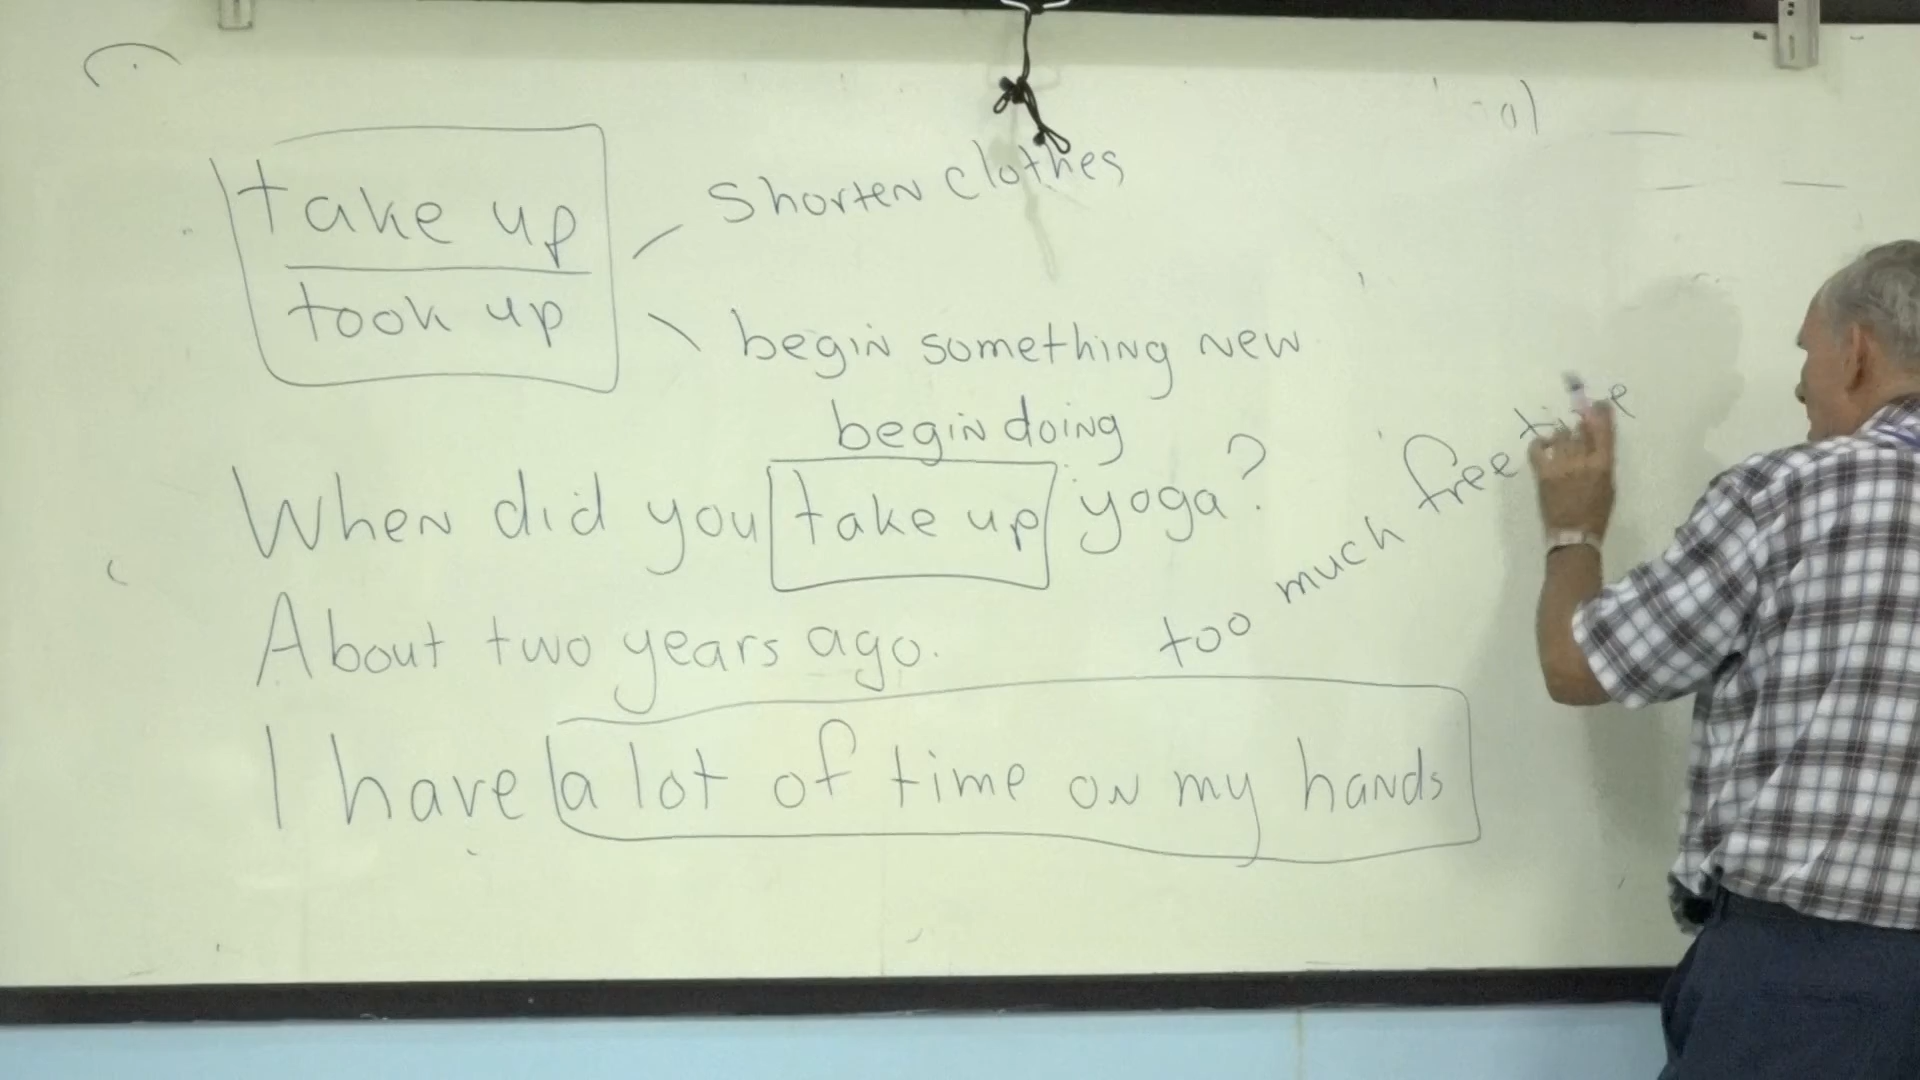 take up
took up
shorten clothes
begin something new
begin doing
When did you take up yoga?
About two years ago.
too much free time
I have a lot of time on my hands